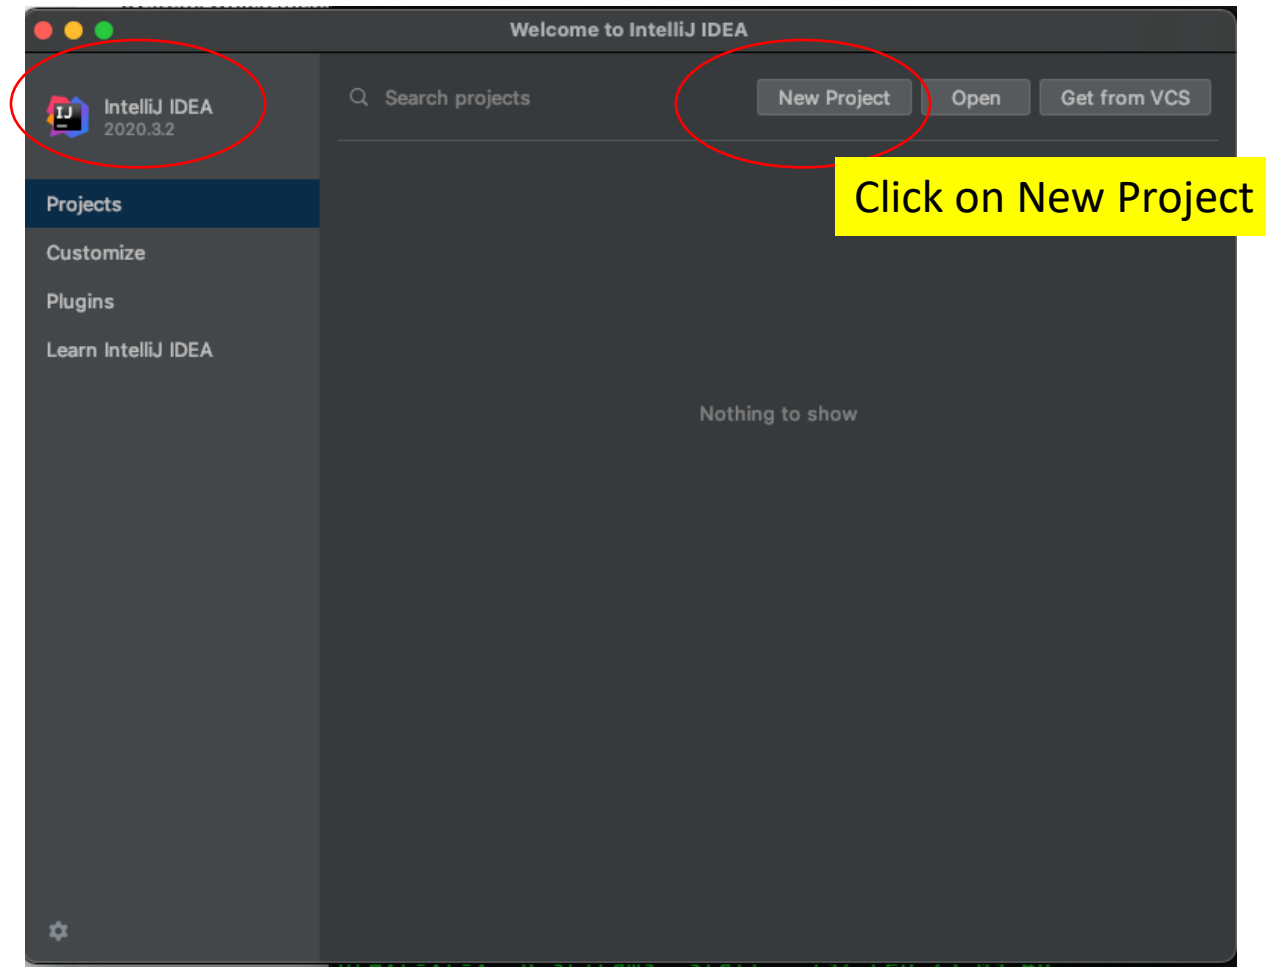 Welcome to IntelliJ IDEA
IJ
IntelliJ IDEA
2020.3.2
Search projects
New Project
Open
Get from VCS
Click on New Project
Projects
Customize
Plugins
Learn IntelliJ IDEA
Nothing to show